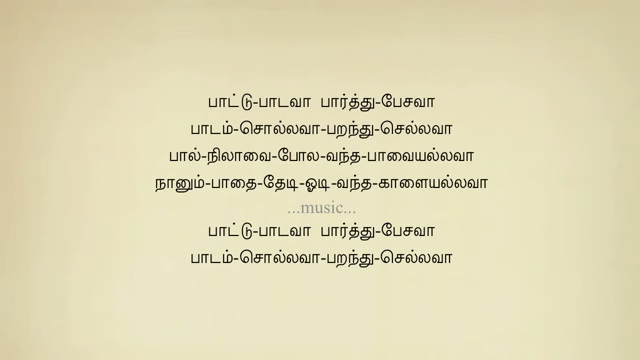 பாட்டு-பாடவா பார்த்து-பேசவா
பாடம்-சொல்லவா-பறந்து-செல்லவா
பால்-நிலாவை-போல-வந்த-பாவையல்லவா
நானும்-பாதை-தேடி-ஓடி-வந்த-காளையல்லவா
...music...
பாட்டு-பாடவா பார்த்து-பேசவா
பாடம்-சொல்லவா-பறந்து-செல்லவா